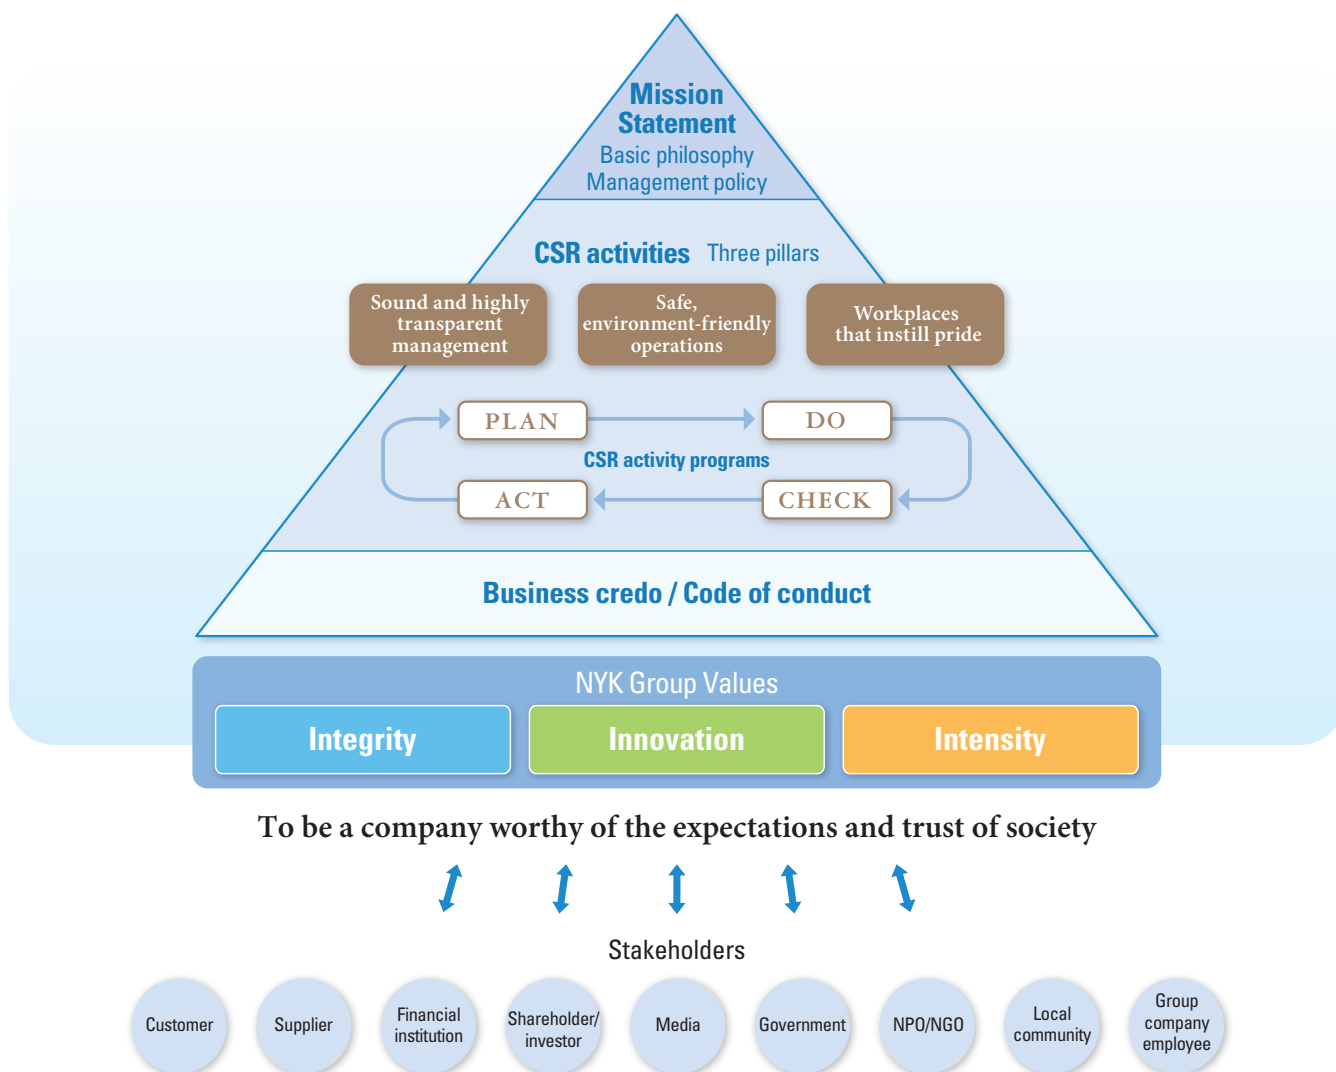 Mission
Statement
Basic philosophy
Management policy
CSR activities Three pillars
Sound and highly
transparent
management
Safe,
environment-friendly
operations
Workplaces
that instill pride
PLAN
DO
CSR activity programs
ACT
CHECK
Business credo / Code of conduct
NYK Group Values
Integrity
Innovation
Intensity
To be a company worthy of the expectations and trust of society
Stakeholders
Customer
Supplier
Financial
institution
Shareholder/
investor
Media
Government
NPO/NGO
Local
community
Group
company
employee